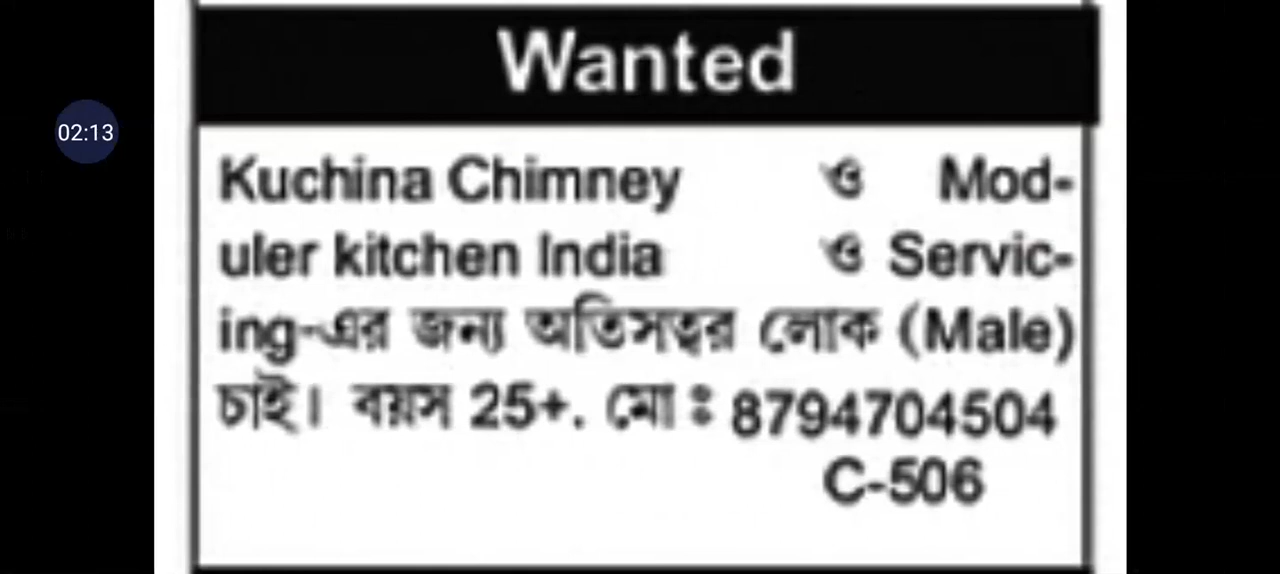 Wanted
02:13
Kuchina Chimney ও Mod-
uler kitchen India ও Servic-
ing-এর জন্য অতিসত্বর লোক (Male)
চাই। বয়স 25+. মো ঃ 8794704504
C-506